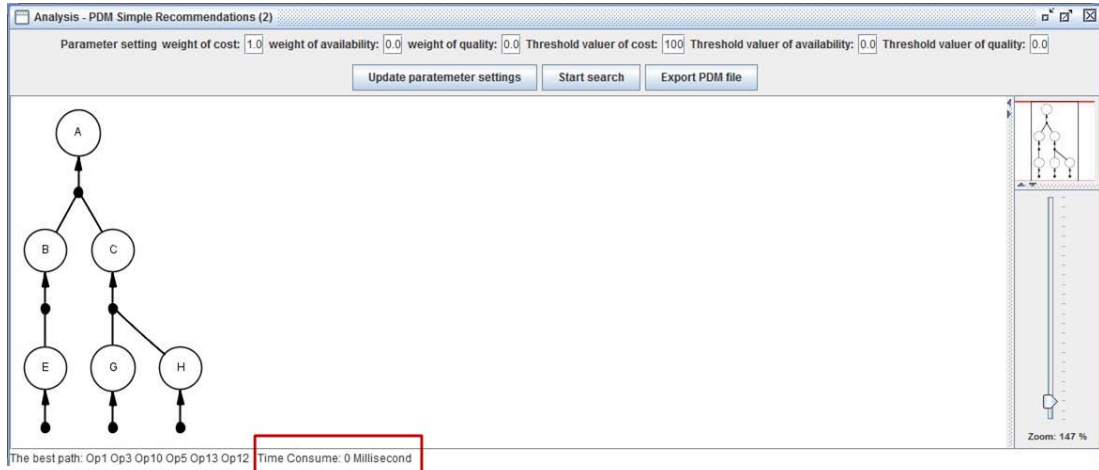 Analysis - PDM Simple Recommendations (2)
Parameter setting weight of cost: 1.0 weight of availability: 0.0 weight of quality: 0.0 Threshold valuer of cost: 100 Threshold valuer of availability: 0.0 Threshold valuer of quality: 0.0
Update paratemeter settings Start search Export PDM file
A
B C
E G H
Zoom: 147 %
The best path: Op1 Op3 Op10 Op5 Op13 Op12 Time Consume: 0 Millisecond